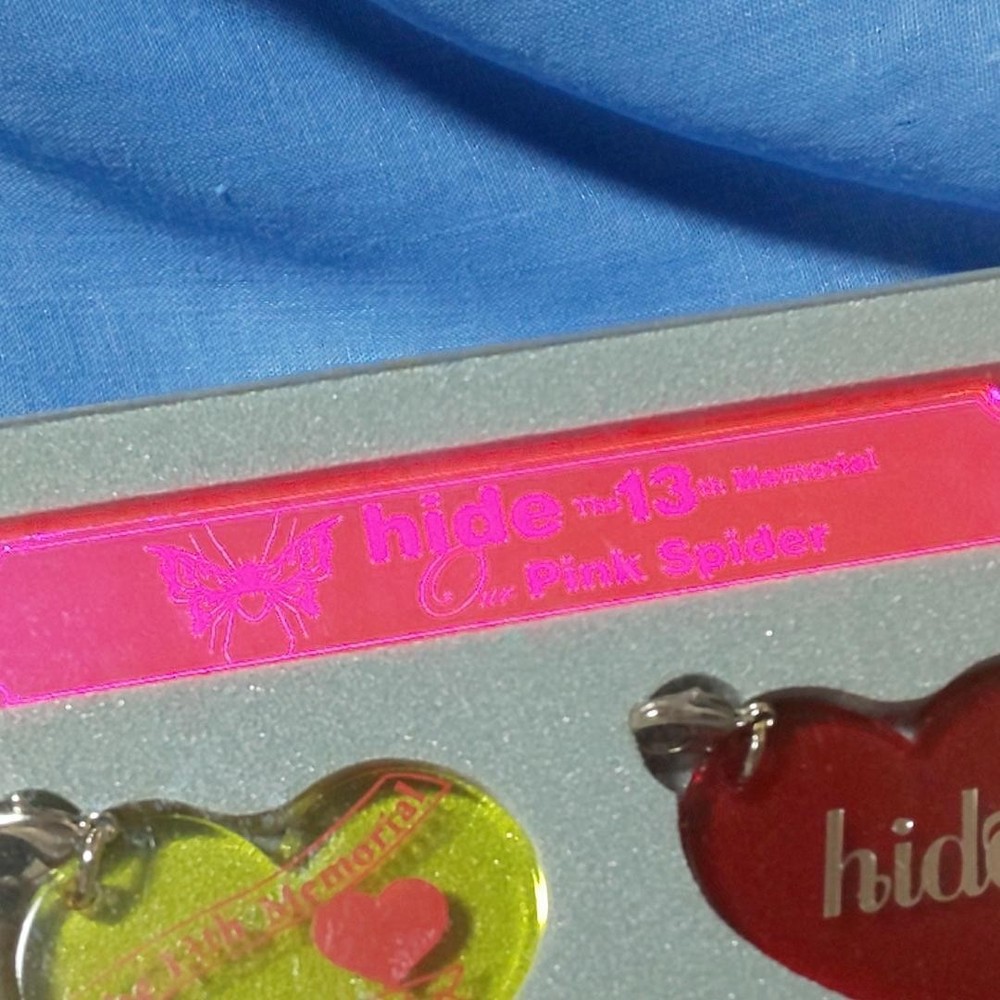 hide The 13th Memorial
Our Pink Spider
13th Memorial
hide